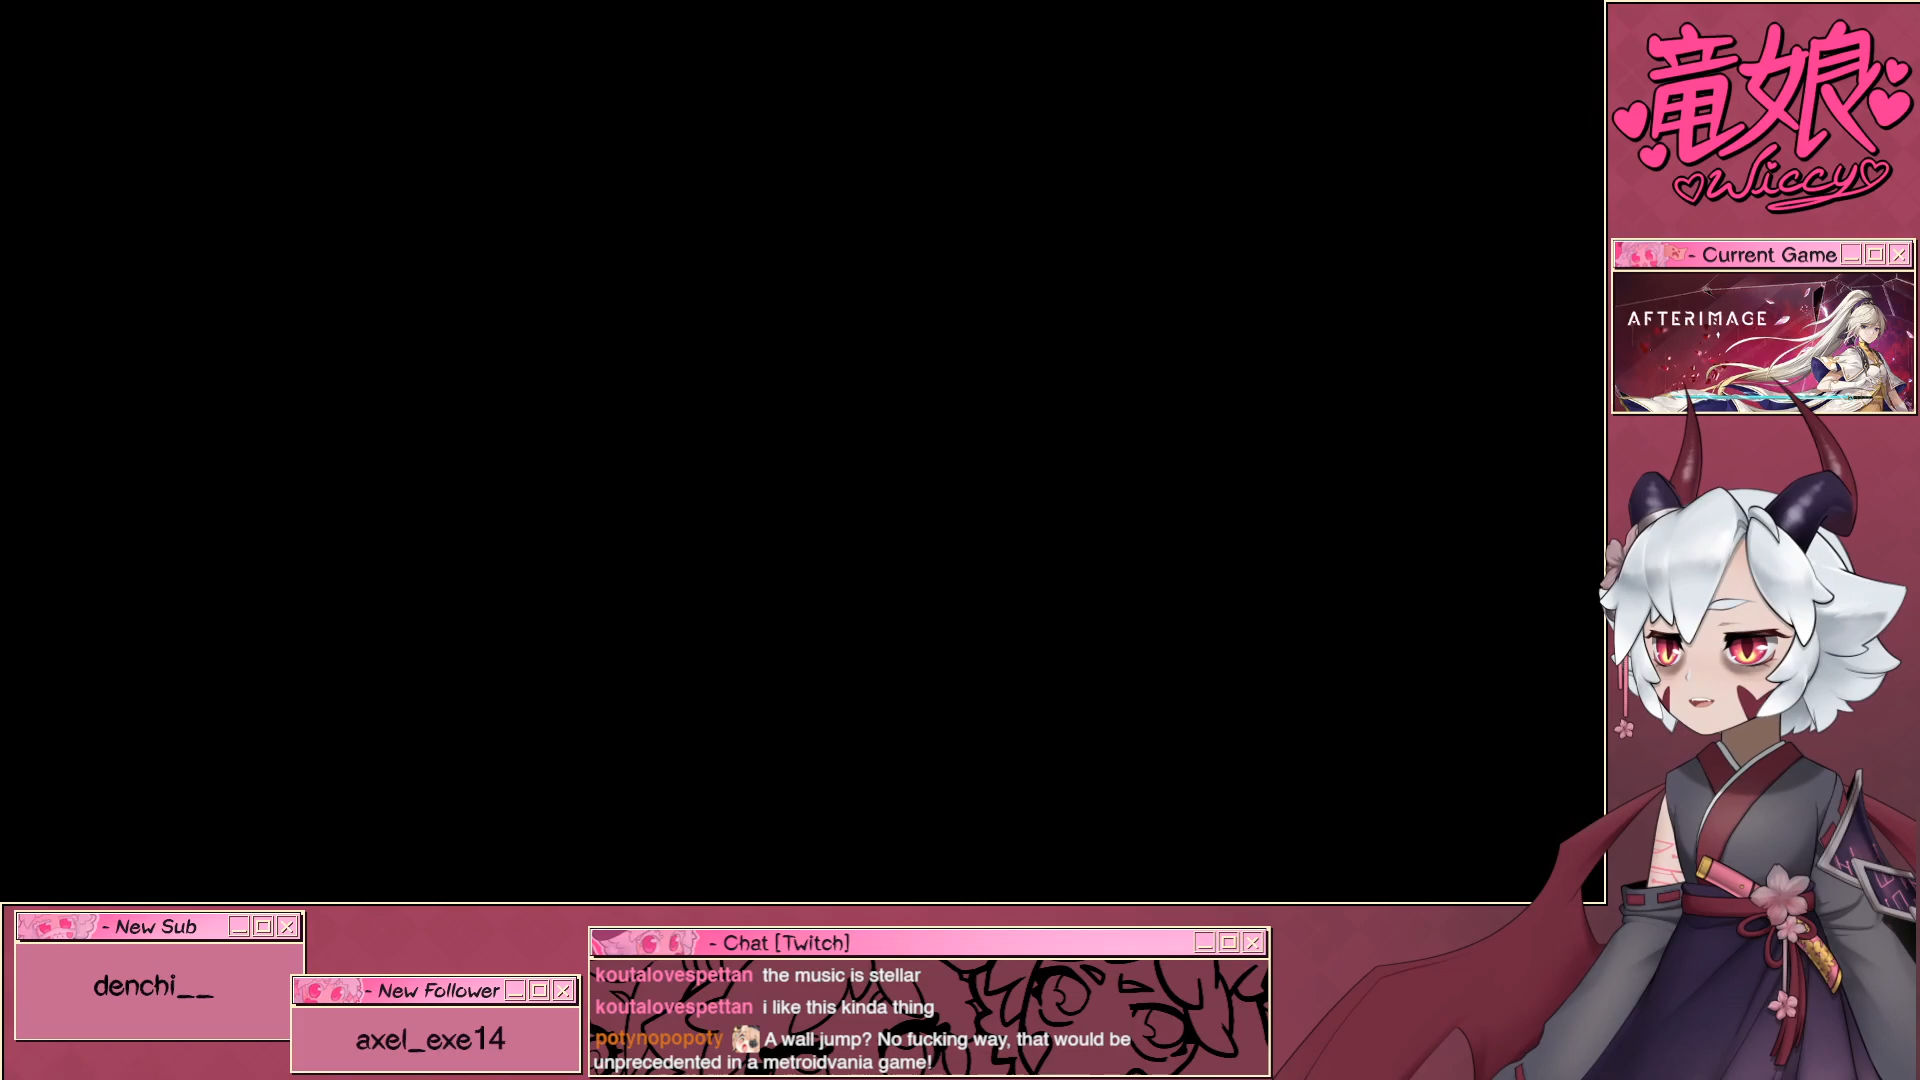 竜娘
Wiccy
- Current Game
AFTERIMAGE
- New Sub
denchi__
- New Follower
axel_exe14
- Chat [Twitch]
koutalovespettan the music is stellar
koutalovespettan i like this kinda thing
potynopopoty A wall jump? No fucking way, that would be
unprecedented in a metroidvania game!